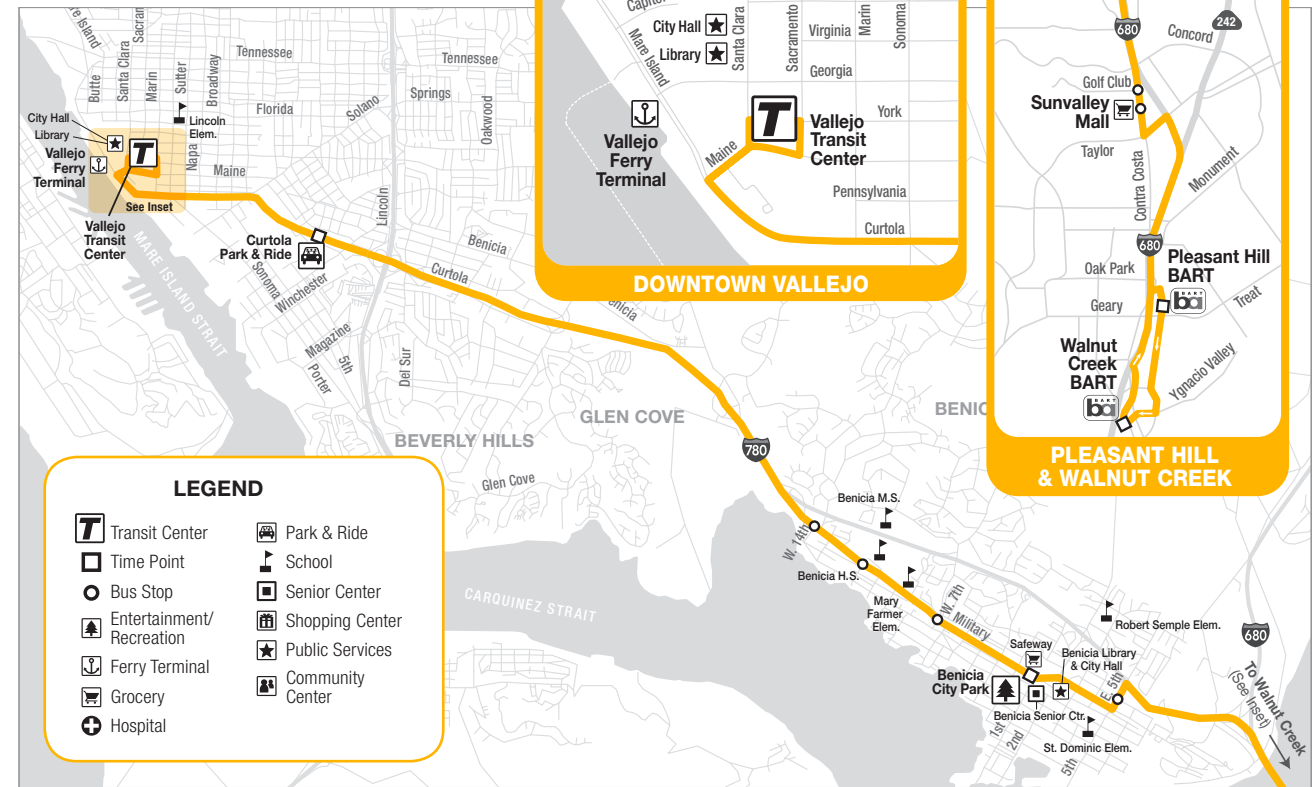 Mare Island
Butte
Santa Clara
Marin
Sutter
Broadway
Tennessee
Tennessee
Springs
Florida
Solano
Oakwood
Lincoln
Elem.
City Hall
Library
Vallejo
Ferry
Terminal
T
Napa
Maine
See Inset
Vallejo
Transit
Center
MARE ISLAND STRAIT
Curtola
Park & Ride
Lincoln
Benicia
Curtola
Sonoma
Winchester
Magazine
5th
Porter
Del Sur
Benicia
GLEN COVE
BEVERLY HILLS
Glen Cove
780
CARQUINEZ STRAIT
Benicia M.S.
W. 14th
Benicia H.S.
Mary
Farmer
Elem.
W. 7th
Military
Safeway
Benicia
City Park
Benicia Library
& City Hall
Benicia Senior Ctr.
E. 5th
Robert Semple Elem.
St. Dominic Elem.
1st
2nd
5th
680
To Walnut Creek
(See Inset)
City Hall
Library
Mare Island
Santa Clara
Sacramento
Virginia
Marin
Sonoma
Georgia
York
T
Vallejo
Transit
Center
Vallejo
Ferry
Terminal
Maine
Pennsylvania
Curtola
DOWNTOWN VALLEJO
680
242
Concord
Golf Club
Sunvalley
Mall
Taylor
Contra Costa
Monument
680
Oak Park
Pleasant Hill
BART
BART
ba
Geary
Treat
Walnut
Creek
BART
BART
ba
Ygnacio Valley
PLEASANT HILL
& WALNUT CREEK
LEGEND
T Transit Center
Time Point
Bus Stop
Entertainment/
Recreation
Ferry Terminal
Grocery
Hospital
Park & Ride
School
Senior Center
Shopping Center
Public Services
Community
Center